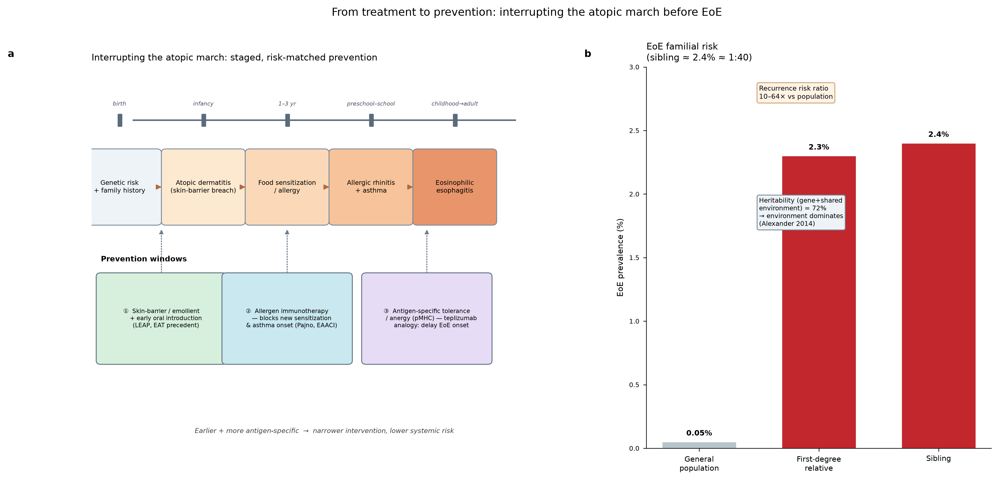 From treatment to prevention: interrupting the atopic march before EoE
a
Interrupting the atopic march: staged, risk-matched prevention
birth
infancy
1–3 yr
preschool–school
childhood→adult
Genetic risk
+ family history
Atopic dermatitis
(skin-barrier breach)
Food sensitization
/ allergy
Allergic rhinitis
+ asthma
Eosinophilic
esophagitis
Prevention windows
① Skin-barrier / emollient
+ early oral introduction
(LEAP, EAT precedent)
② Allergen immunotherapy
— blocks new sensitization
& asthma onset (Pajno, EAACI)
③ Antigen-specific tolerance
/ anergy (pMHC) — teplizumab
analogy: delay EoE onset
Earlier + more antigen-specific → narrower intervention, lower systemic risk
b
EoE familial risk
(sibling ≈ 2.4% ≈ 1:40)
EoE prevalence (%)
3.0
2.5
2.0
1.5
1.0
0.5
0.0
Recurrence risk ratio
10–64× vs population
Heritability (gene+shared
environment) = 72%
→ environment dominates
(Alexander 2014)
0.05%
2.3%
2.4%
General
population
First-degree
relative
Sibling